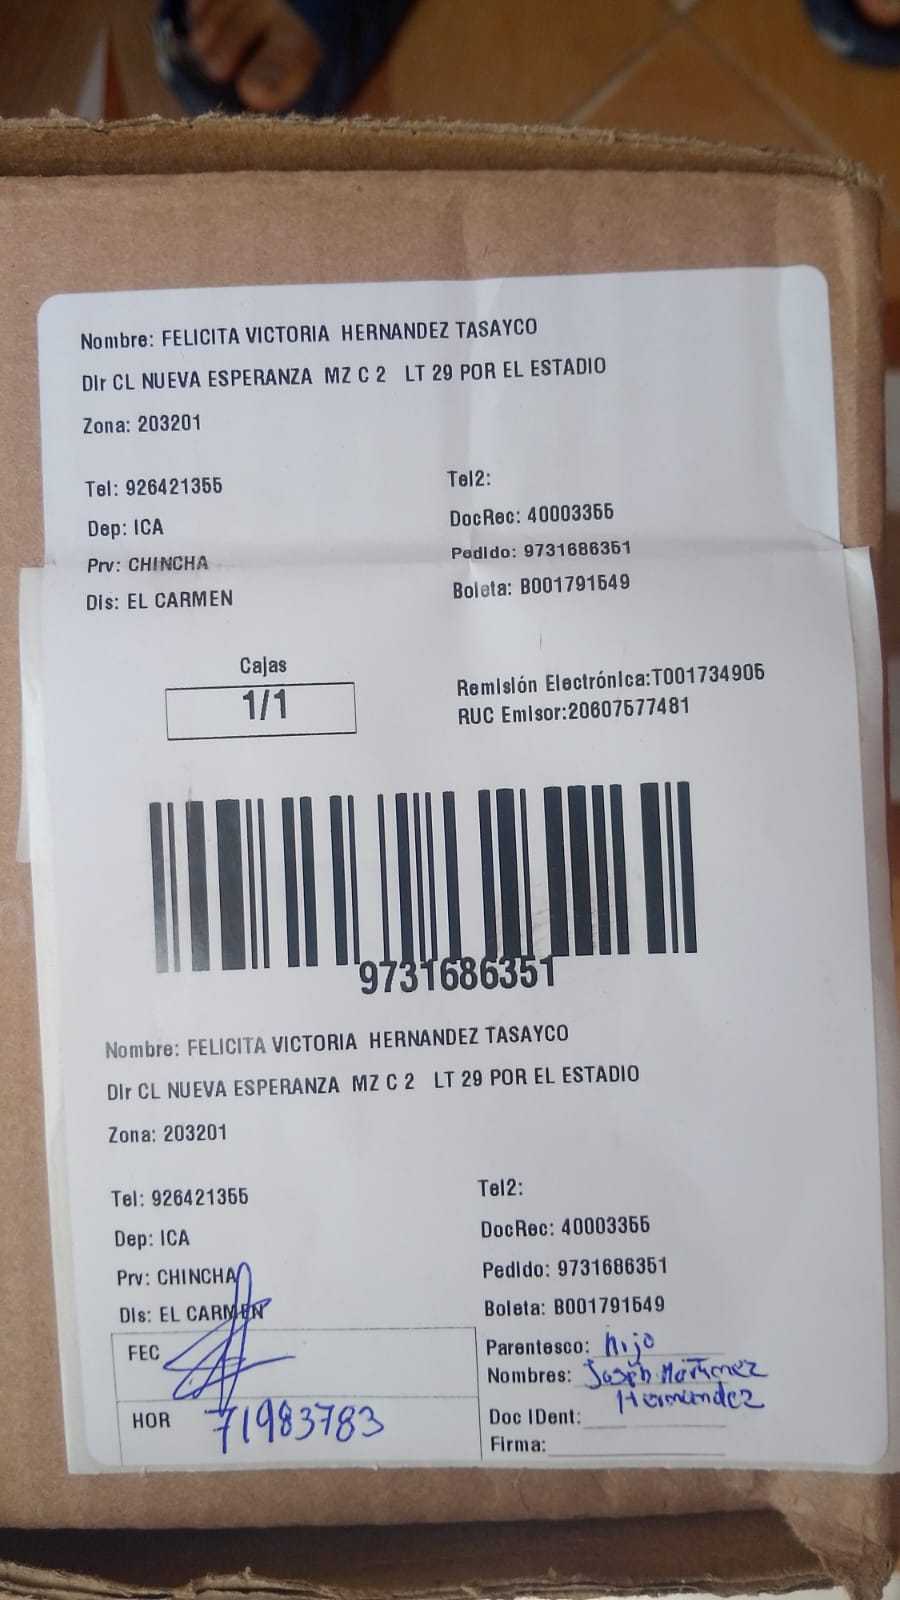 Nombre: FELICITA VICTORIA HERNANDEZ TASAYCO
Dir CL NUEVA ESPERANZA MZ C 2 LT 29 POR EL ESTADIO
Zona: 203201
Tel: 926421355
Tel2:
Dep: ICA
DocRec: 40003355
Prv: CHINCHA
Pedido: 9731686351
Dis: EL CARMEN
Boleta: B001791549
Cajas
1/1
Remisión Electrónica:T001734905
RUC Emisor:20607577481
9731686351
Nombre: FELICITA VICTORIA HERNANDEZ TASAYCO
Dir CL NUEVA ESPERANZA MZ C 2 LT 29 POR EL ESTADIO
Zona: 203201
Tel: 926421355
Tel2:
Dep: ICA
DocRec: 40003355
Prv: CHINCHA
Pedido: 9731686351
Dis: EL CARMEN
Boleta: B001791549
FEC
Parentesco: hijo
Nombres: Joseph Martinez
Hernandez
HOR 71983783
Doc IDent:
Firma: